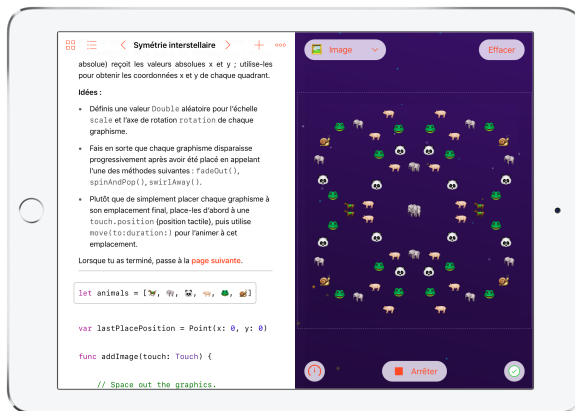 Symétrie interstellaire
absolue) reçoit les valeurs absolues x et y ; utilise-les
pour obtenir les coordonnées x et y de chaque quadrant.
Idées :
• Définis une valeur Double aléatoire pour l'échelle
scale et l'axe de rotation rotation de chaque
graphisme.
• Fais en sorte que chaque graphisme disparaisse
progressivement après avoir été placé en appelant
l'une des méthodes suivantes : fadeOut(),
spinAndPop(), swirlAway().
• Plutôt que de simplement placer chaque graphisme à
son emplacement final, place-les d'abord à une
touch.position (position tactile), puis utilise
move(to:duration:) pour l'animer à cet
emplacement.
Lorsque tu as terminé, passe à la page suivante.
let animals = [🐒, 🐘, 🐼, 🐖, 🐸, 🐌]
var lastPlacePosition = Point(x: 0, y: 0)
func addImage(touch: Touch) {
// Space out the graphics.
Image
Effacer
Arrêter